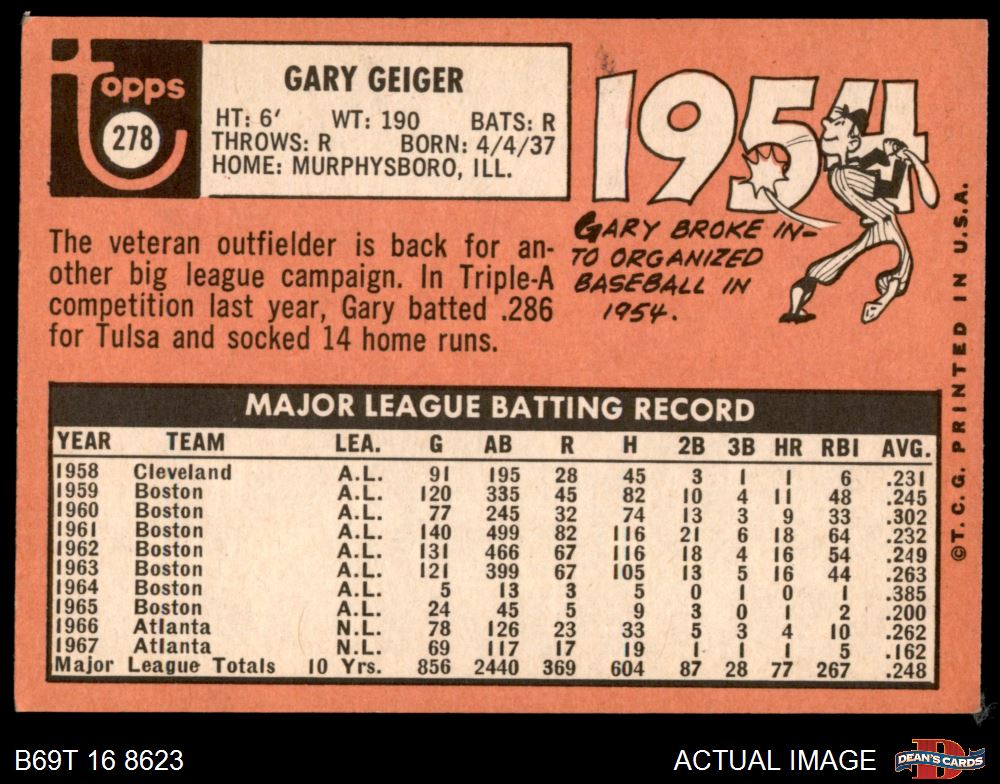 Topps
278
GARY GEIGER
HT: 6' WT: 190 BATS: R
THROWS: R BORN: 4/4/37
HOME: MURPHYSBORO, ILL.
1954
GARY BROKE IN-
TO ORGANIZED
BASEBALL IN
1954.
The veteran outfielder is back for an-
other big league campaign. In Triple-A
competition last year, Gary batted .286
for Tulsa and socked 14 home runs.
MAJOR LEAGUE BATTING RECORD
YEAR TEAM LEA. G AB R H 2B 3B HR RBI AVG.
1958 Cleveland A.L. 91 195 28 45 3 1 1 6 .231
1959 Boston A.L. 120 335 45 82 10 4 11 48 .245
1960 Boston A.L. 77 245 32 74 13 3 9 33 .302
1961 Boston A.L. 140 499 82 116 21 6 18 64 .232
1962 Boston A.L. 131 466 67 116 18 4 16 54 .249
1963 Boston A.L. 121 399 67 105 13 5 16 44 .263
1964 Boston A.L. 5 13 3 5 0 1 0 1 .385
1965 Boston A.L. 24 45 5 9 3 0 1 2 .200
1966 Atlanta N.L. 78 126 23 33 5 3 4 10 .262
1967 Atlanta N.L. 69 117 17 19 1 1 1 5 .162
Major League Totals 10 Yrs. 856 2440 369 604 87 28 77 267 .248
©T. C. G. PRINTED IN U.S.A.
B69T 16 8623
ACTUAL IMAGE
D
DEAN'S CARDS